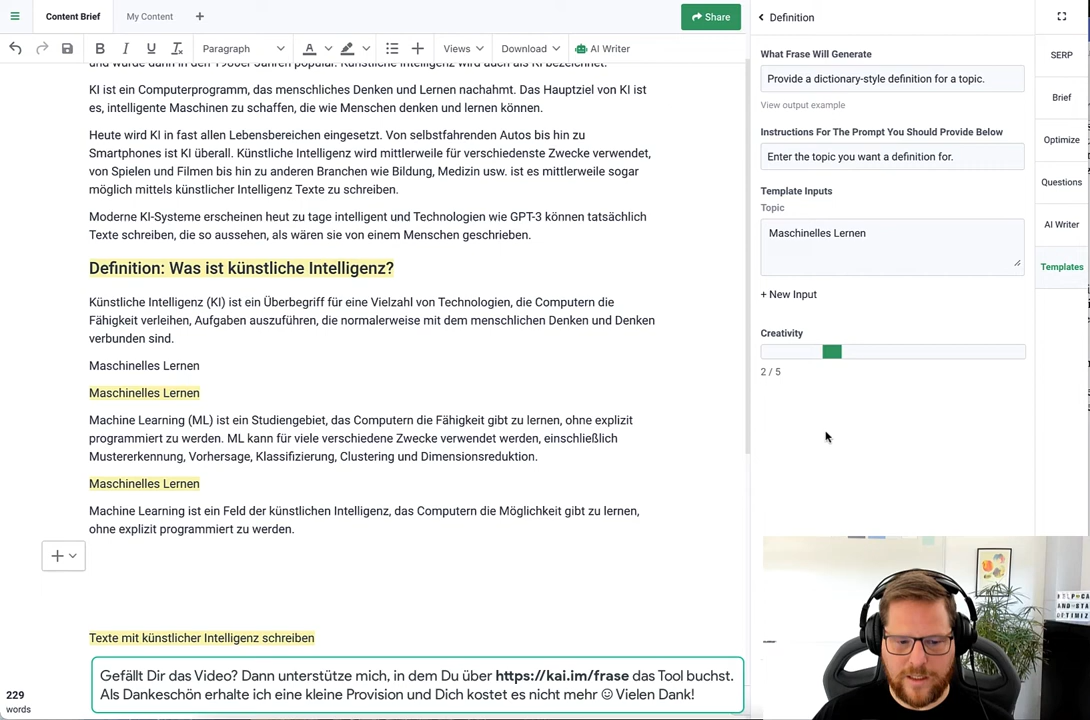 Content Brief
My Content
Share
Definition
Paragraph
Views
Download
AI Writer
und wurde dann in den 1980er Jahren populär. Künstliche Intelligenz wird auch als KI bezeichnet.
KI ist ein Computerprogramm, das menschliches Denken und Lernen nachahmt. Das Hauptziel von KI ist
es, intelligente Maschinen zu schaffen, die wie Menschen denken und lernen können.
Heute wird KI in fast allen Lebensbereichen eingesetzt. Von selbstfahrenden Autos bis hin zu
Smartphones ist KI überall. Künstliche Intelligenz wird mittlerweile für verschiedenste Zwecke verwendet,
von Spielen und Filmen bis hin zu anderen Branchen wie Bildung, Medizin usw. ist es mittlerweile sogar
möglich mittels künstlicher Intelligenz Texte zu schreiben.
Moderne KI-Systeme erscheinen heut zu tage intelligent und Technologien wie GPT-3 können tatsächlich
Texte schreiben, die so aussehen, als wären sie von einem Menschen geschrieben.
Definition: Was ist künstliche Intelligenz?
Künstliche Intelligenz (KI) ist ein Überbegriff für eine Vielzahl von Technologien, die Computern die
Fähigkeit verleihen, Aufgaben auszuführen, die normalerweise mit dem menschlichen Denken und Denken
verbunden sind.
Maschinelles Lernen
Maschinelles Lernen
Machine Learning (ML) ist ein Studiengebiet, das Computern die Fähigkeit gibt zu lernen, ohne explizit
programmiert zu werden. ML kann für viele verschiedene Zwecke verwendet werden, einschließlich
Mustererkennung, Vorhersage, Klassifizierung, Clustering und Dimensionsreduktion.
Maschinelles Lernen
Machine Learning ist ein Feld der künstlichen Intelligenz, das Computern die Möglichkeit gibt zu lernen,
ohne explizit programmiert zu werden.
Texte mit künstlicher Intelligenz schreiben
Gefällt Dir das Video? Dann unterstütze mich, in dem Du über https://kai.im/frase das Tool buchst.
Als Dankeschön erhalte ich eine kleine Provision und Dich kostet es nicht mehr ☺ Vielen Dank!
229
words
What Frase Will Generate
Provide a dictionary-style definition for a topic.
View output example
Instructions For The Prompt You Should Provide Below
Enter the topic you want a definition for.
Template Inputs
Topic
Maschinelles Lernen
+ New Input
Creativity
2 / 5
SERP
Brief
Optimize
Questions
AI Writer
Templates